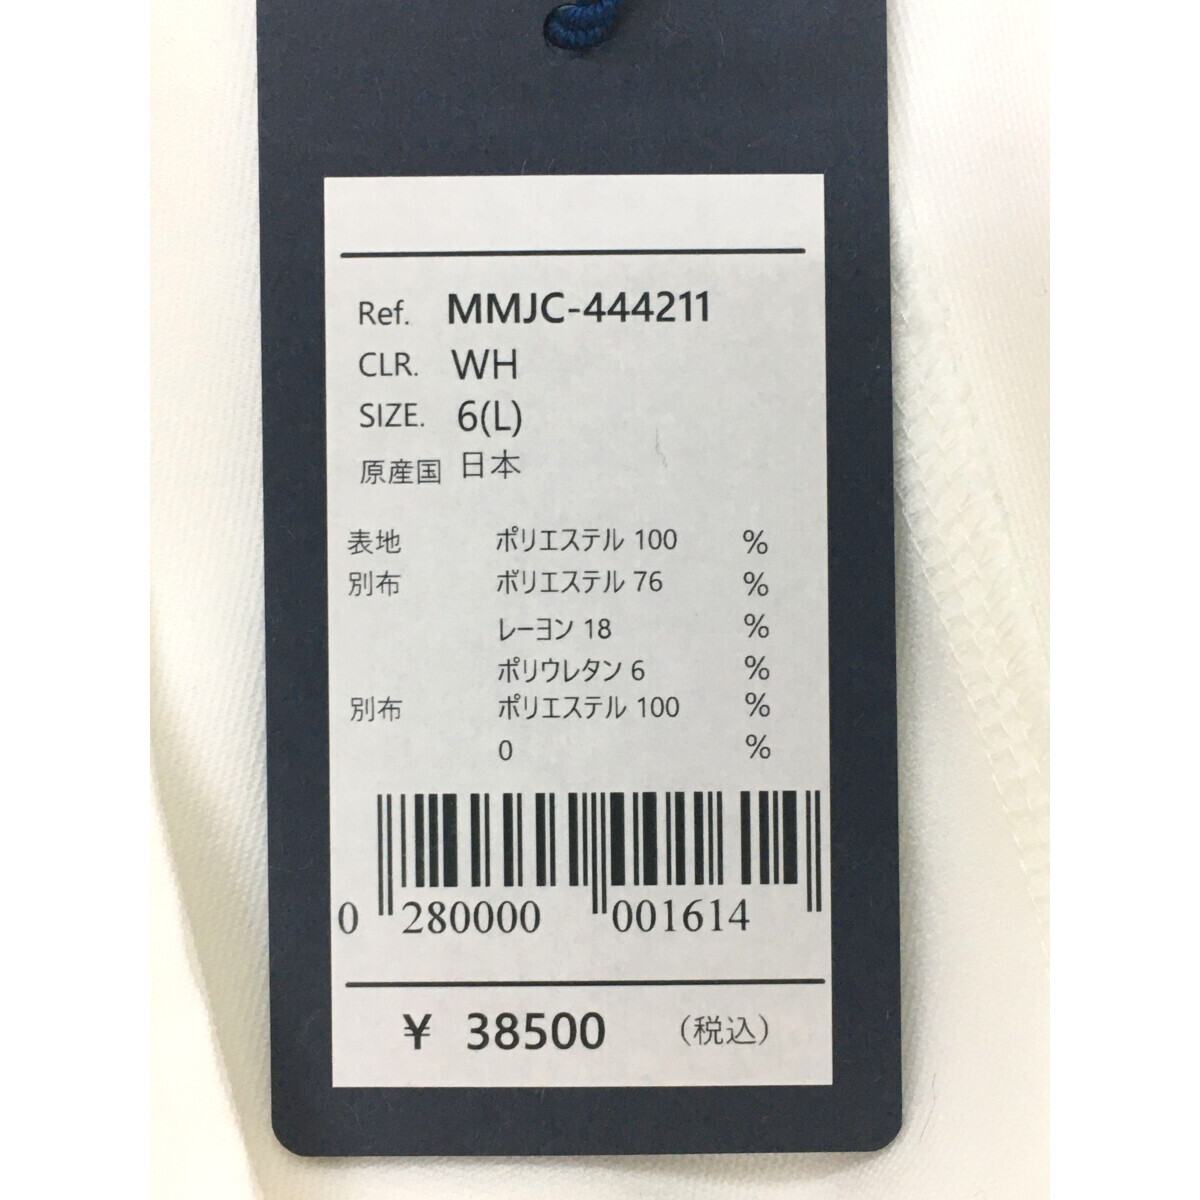 Ref. MMJC-444211
CLR. WH
SIZE. 6(L)
原産国 日本
表地 ポリエステル 100 %
別布 ポリエステル 76 %
レーヨン 18 %
ポリウレタン 6 %
別布 ポリエステル 100 %
0 %
0 280000 001614
¥ 38500 (税込)